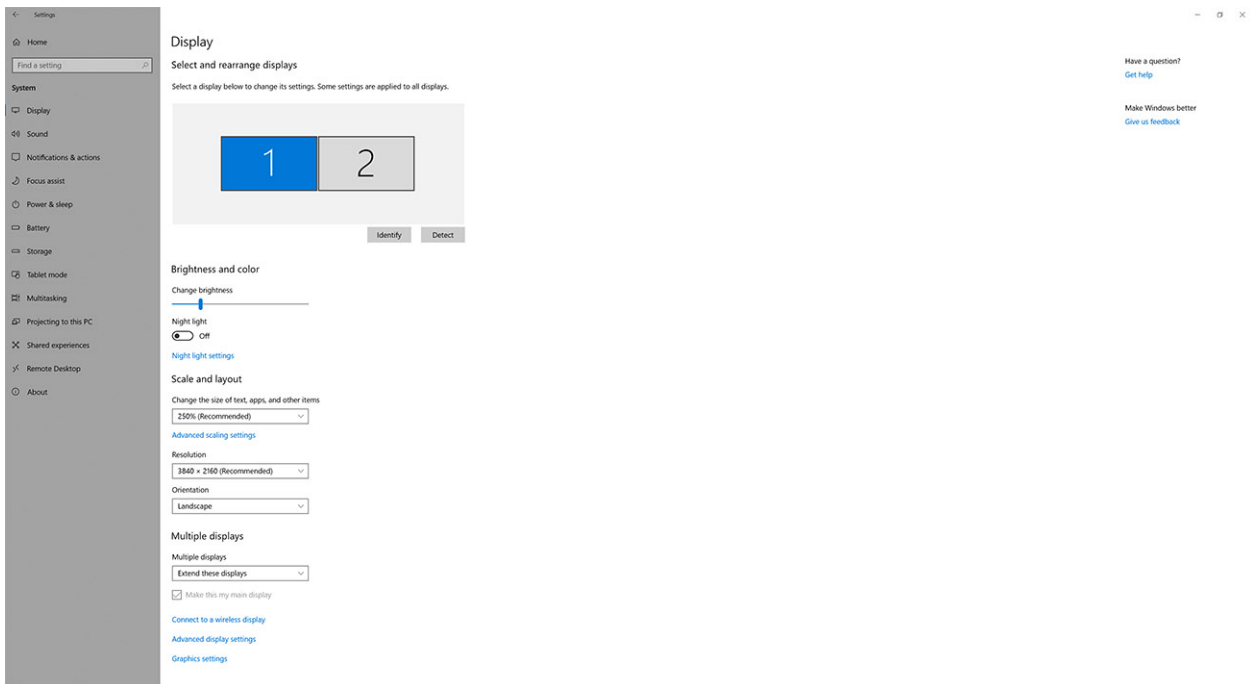 Settings
Home
Find a setting
System
Display
Sound
Notifications & actions
Focus assist
Power & sleep
Battery
Storage
Tablet mode
Multitasking
Projecting to this PC
Shared experiences
Remote Desktop
About
Display
Select and rearrange displays
Select a display below to change its settings. Some settings are applied to all displays.
1 2
Identify Detect
Brightness and color
Change brightness
Night light
Off
Night light settings
Scale and layout
Change the size of text, apps, and other items
250% (Recommended)
Advanced scaling settings
Resolution
3840 × 2160 (Recommended)
Orientation
Landscape
Multiple displays
Multiple displays
Extend these displays
Make this my main display
Connect to a wireless display
Advanced display settings
Graphics settings
Have a question?
Get help
Make Windows better
Give us feedback